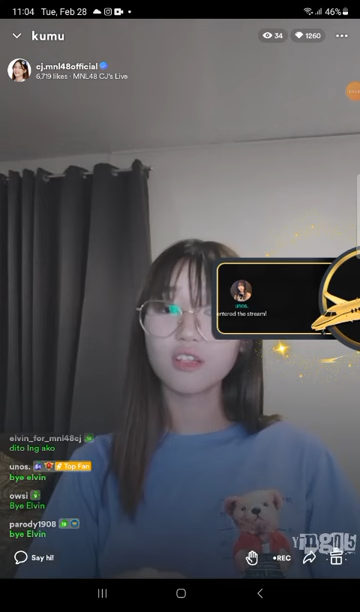 11:04 Tue, Feb 28
46%
kumu
34 1260
cj.mnl48official
6,719 likes · MNL48 CJ's Live
unos.
entered the stream!
elvin_for_mnl48cj
dito lng ako
unos. Top Fan
bye elvin
owsi
Bye Elvin
parody1908
bye Elvin
Say hi!
REC